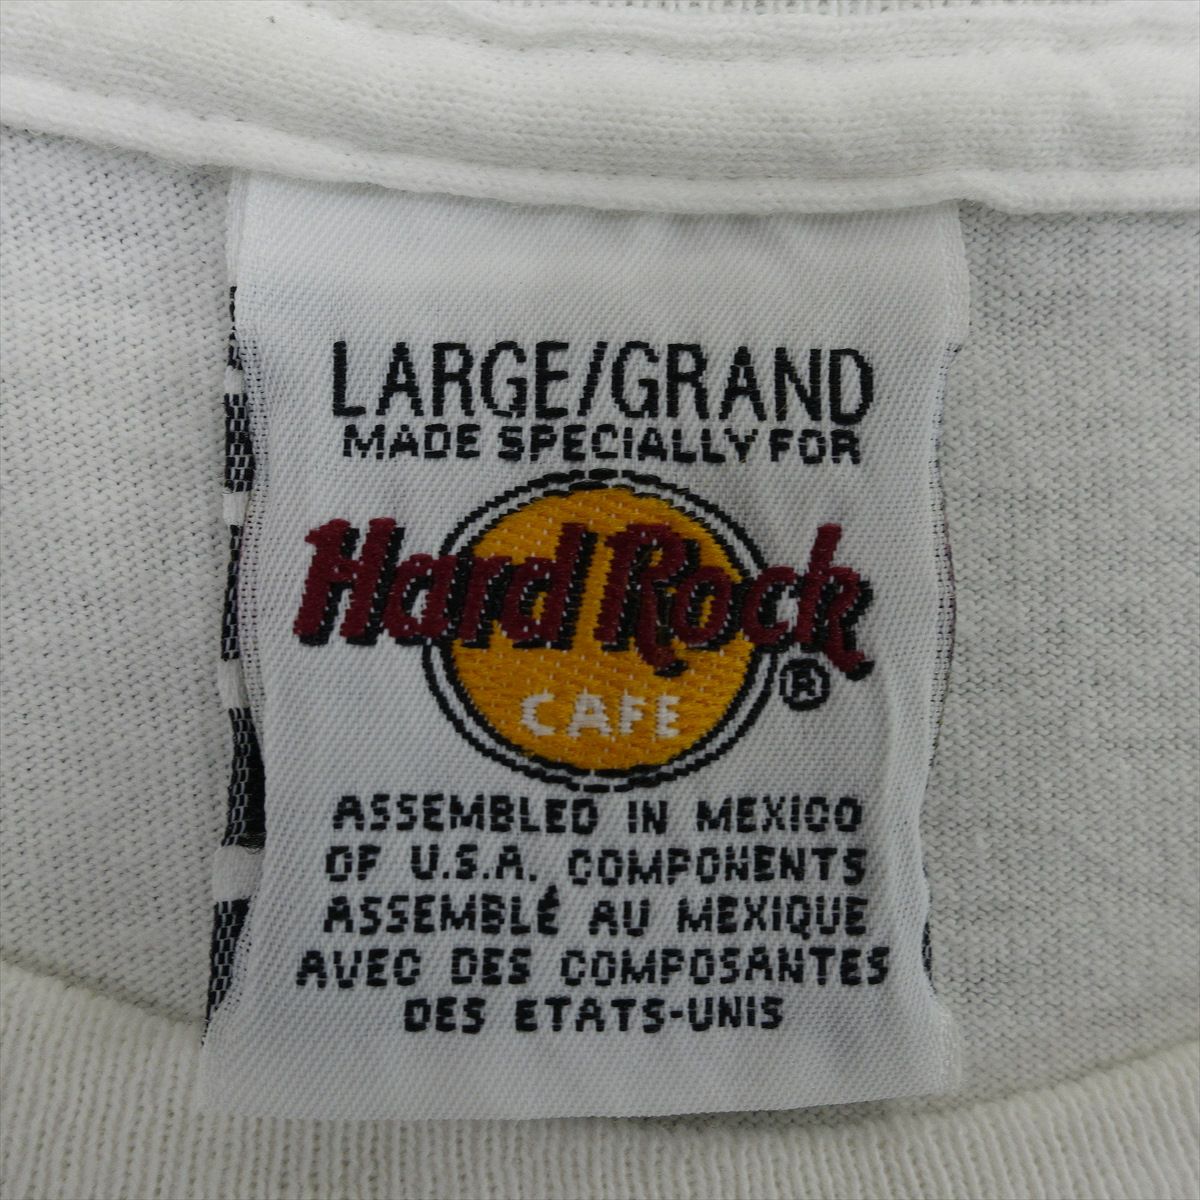 LARGE/GRAND
MADE SPECIALLY FOR
Hard Rock
CAFE
®
ASSEMBLED IN MEXICO
OF U.S.A. COMPONENTS
ASSEMBLÉ AU MEXIQUE
AVEC DES COMPOSANTES
DES ETATS-UNIS